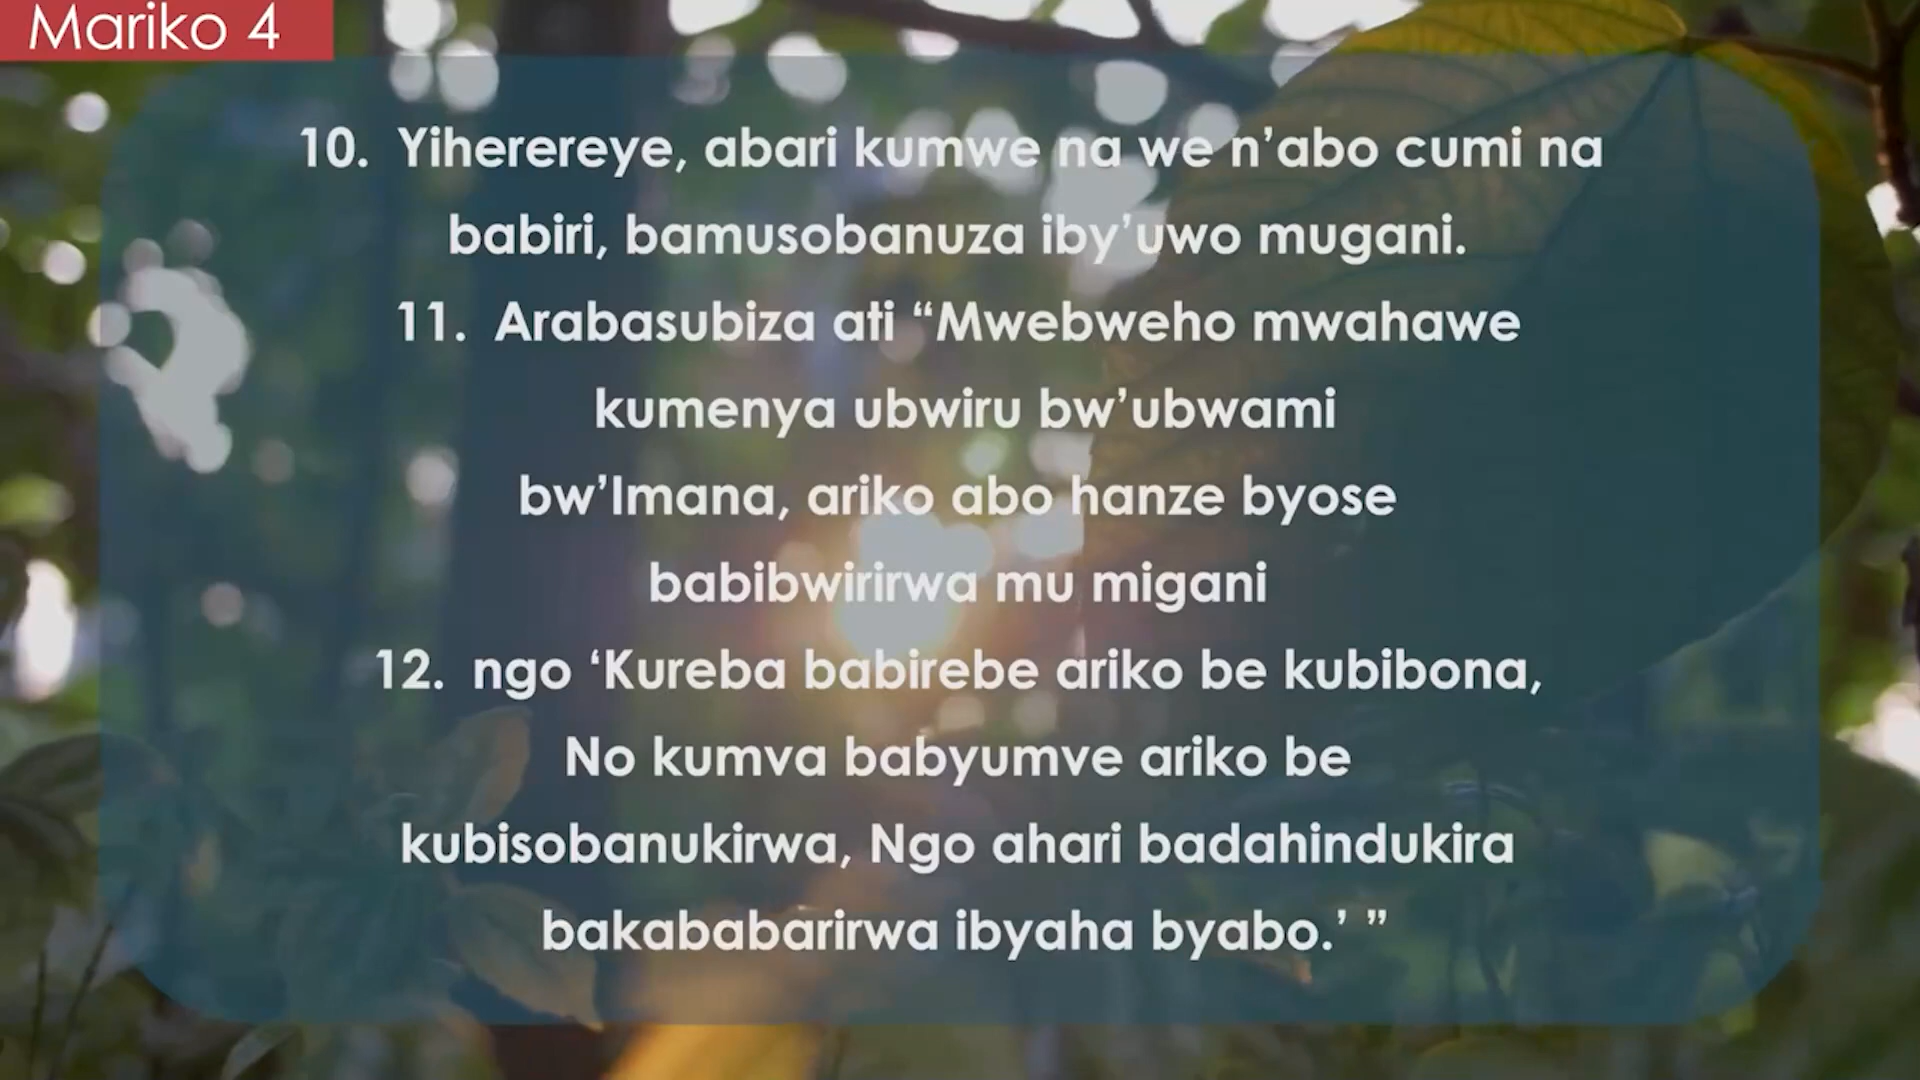 Mariko 4
10. Yiherereye, abari kumwe na we n’abo cumi na
babiri, bamusobanuza iby’uwo mugani.
11. Arabasubiza ati “Mwebweho mwahawe
kumenya ubwiru bw’ubwami
bw’Imana, ariko abo hanze byose
babibwirirwa mu migani
12. ngo ‘Kureba babirebe ariko be kubibona,
No kumva babyumve ariko be
kubisobanukirwa, Ngo ahari badahindukira
bakababarirwa ibyaha byabo.’ ”